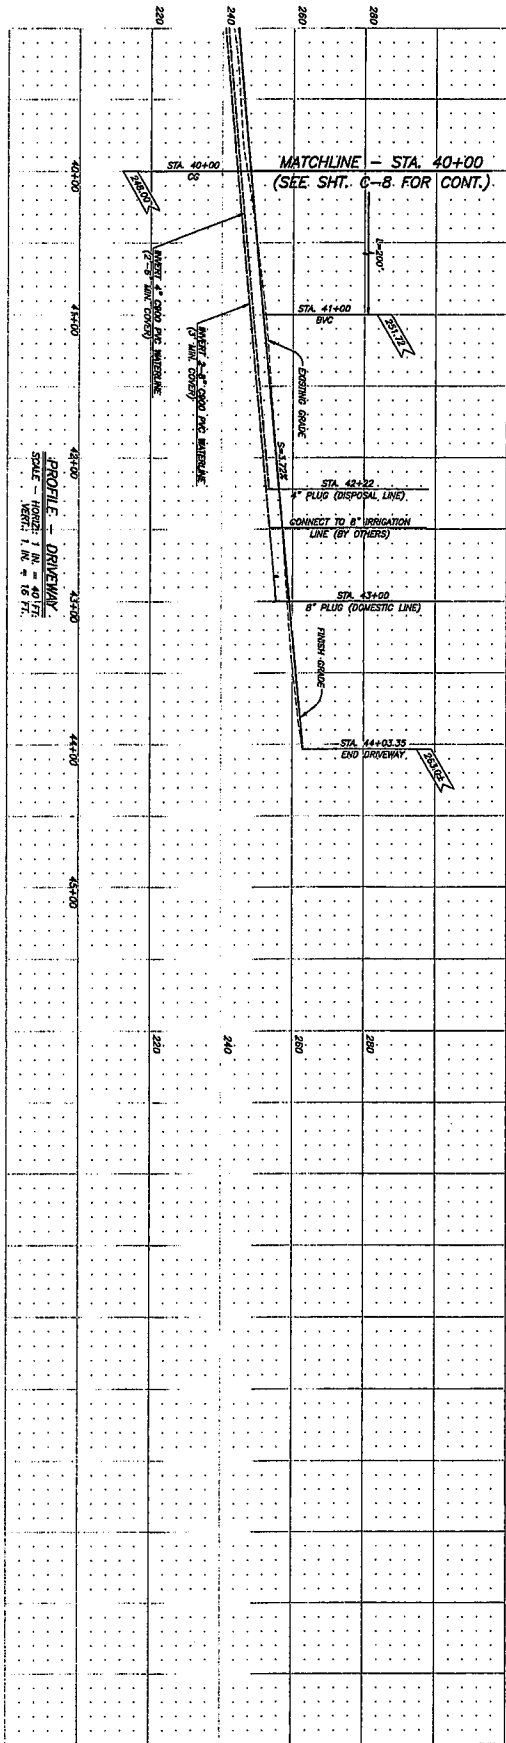 220
240
260
280
MATCHLINE - STA. 40+00
(SEE SHT. C-8 FOR CONT.)
STA. 40+00
CG
248.00
40+00
L=200'
STA. 41+00
BVC
251.72
41+00
INVERT 4" C900 PVC WATERLINE
(2'-6" MIN. COVER)
INVERT 2-8" C900 PVC WATERLINE
(3' MIN. COVER)
EXISTING GRADE
S=3.72%
42+00
STA. 42+22
4" PLUG (DISPOSAL LINE)
CONNECT TO 8" IRRIGATION
LINE (BY OTHERS)
43+00
STA. 43+00
8" PLUG (DOMESTIC LINE)
FINISH GRADE
44+00
STA. 44+03.35
END DRIVEWAY
263.0±
45+00
220
240
260
280
PROFILE - DRIVEWAY
SCALE - HORIZ: 1 IN. = 40 FT.
VERT: 1 IN. = 16 FT.